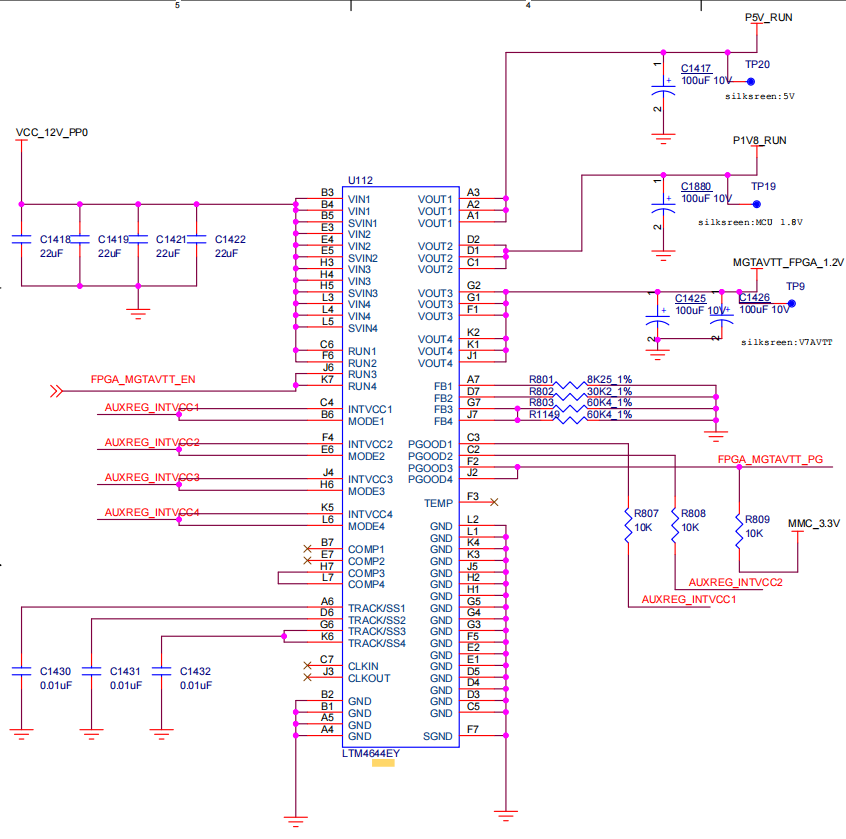 5 4
P5V_RUN
TP20
1
+
C1417
100uF 10V
2
silksreen:5V
VCC_12V_PP0
P1V8_RUN
1
+
C1880
100uF 10V
TP19
2
silksreen:MCU 1.8V
U112
C1418
22uF
C1419
22uF
C1421
22uF
C1422
22uF
B3 VIN1 VOUT1 A3
B4 VIN1 VOUT1 A2
B5 SVIN1 VOUT1 A1
E3 VIN2
E4 VIN2 VOUT2 D2
E5 SVIN2 VOUT2 D1
H3 VIN3 VOUT2 C1
H4 VIN3
H5 SVIN3 VOUT3 G2
L3 VIN4 VOUT3 G1
L4 VIN4 VOUT3 F1
L5 SVIN4
VOUT4 K2
C6 RUN1 VOUT4 K1
F6 RUN2 VOUT4 J1
J6 RUN3
K7 RUN4
MGTAVTT_FPGA_1.2V
TP9
1
+
C1425
100uF 10V
2
1
+
C1426
100uF 10V
2
silksreen:V7AVTT
FPGA_MGTAVTT_EN
FB1 A7 R801 8K25_1%
FB2 D7 R802 30K2_1%
FB3 G7 R803 60K4_1%
FB4 J7 R1149 60K4_1%
AUXREG_INTVCC1
C4 INTVCC1
B6 MODE1
AUXREG_INTVCC2
F4 INTVCC2
E6 MODE2
AUXREG_INTVCC3
J4 INTVCC3
H6 MODE3
AUXREG_INTVCC4
K5 INTVCC4
L6 MODE4
PGOOD1 C3
PGOOD2 C2
PGOOD3 F2
PGOOD4 J2
FPGA_MGTAVTT_PG
TEMP F3
R807
10K
R808
10K
R809
10K
MMC_3.3V
AUXREG_INTVCC2
AUXREG_INTVCC1
B7 COMP1
E7 COMP2
H7 COMP3
L7 COMP4
A6 TRACK/SS1
D6 TRACK/SS2
G6 TRACK/SS3
K6 TRACK/SS4
C7 CLKIN
J3 CLKOUT
B2 GND
B1 GND
A5 GND
A4 GND
GND L2
GND L1
GND K4
GND K3
GND J5
GND H2
GND H1
GND G5
GND G4
GND G3
GND F5
GND E2
GND E1
GND D5
GND D4
GND D3
GND C5
SGND F7
C1430
0.01uF
C1431
0.01uF
C1432
0.01uF
LTM4644EY